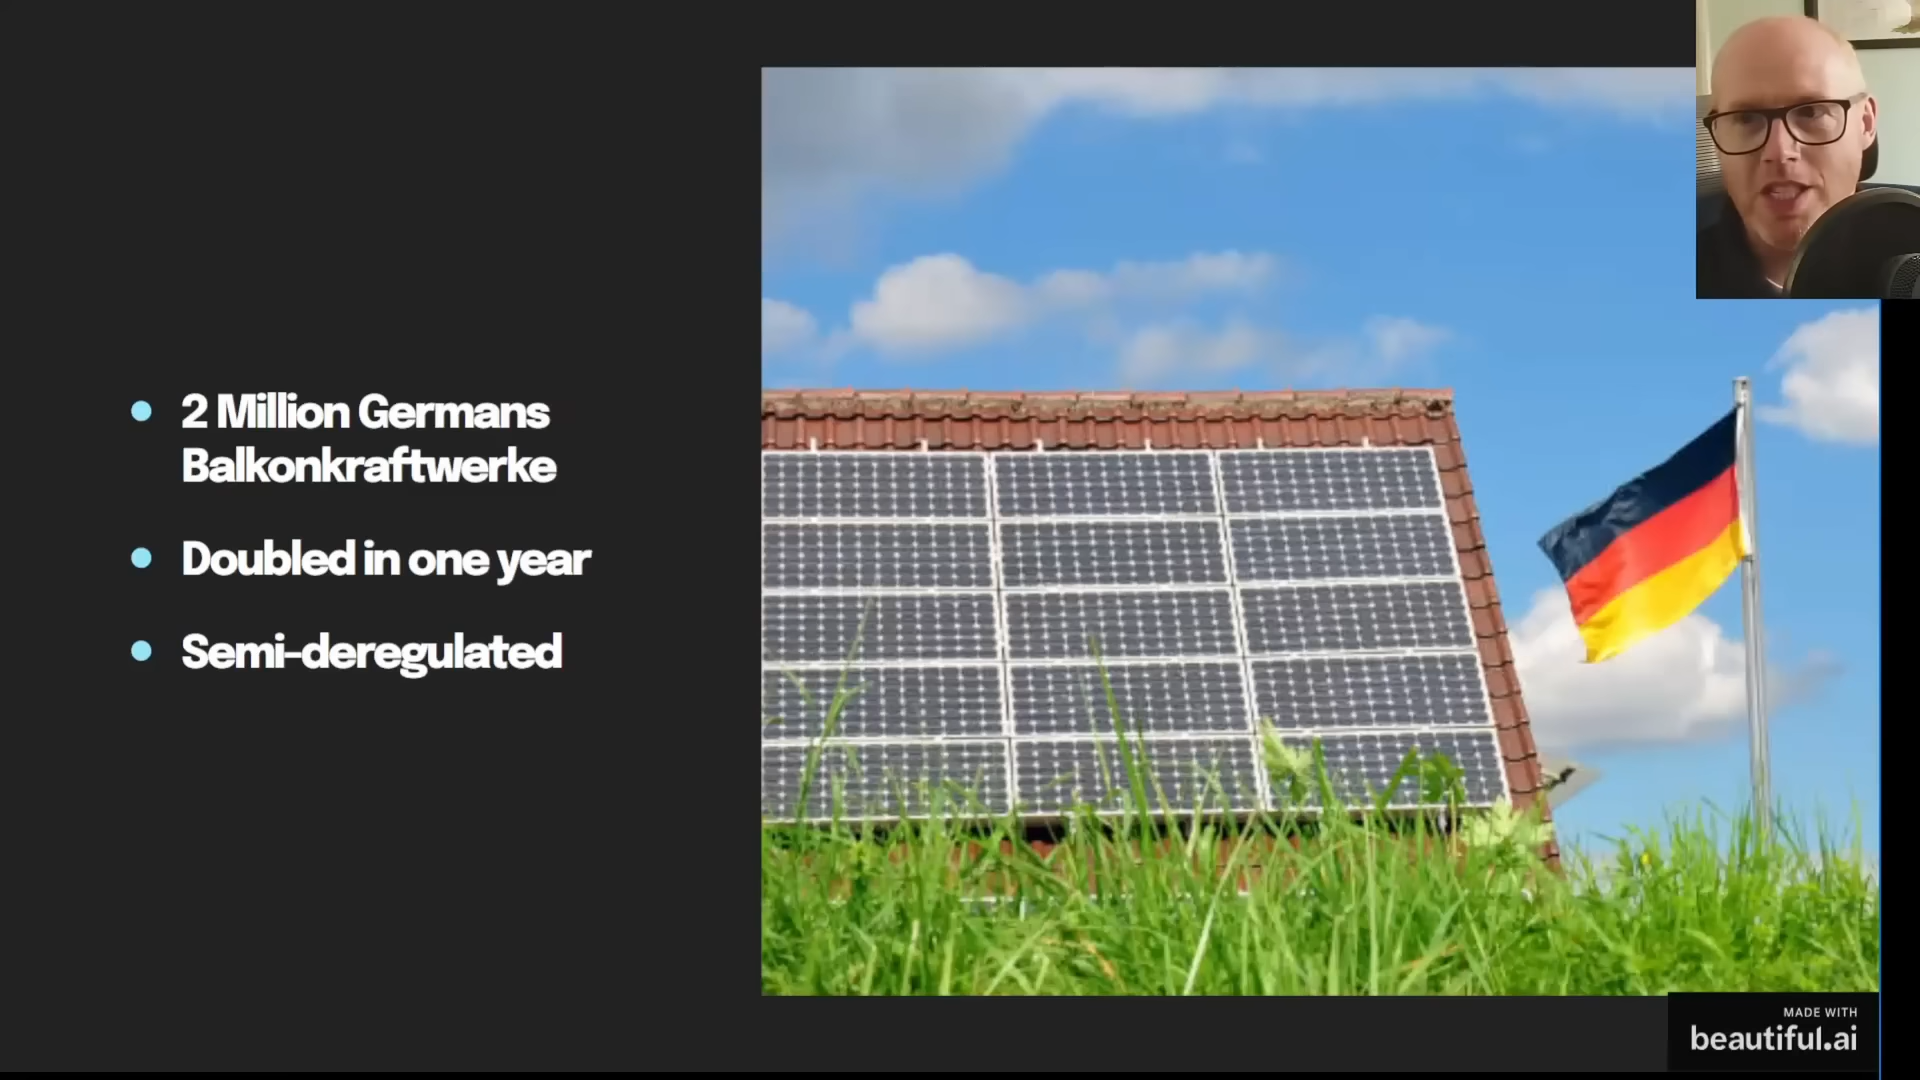 2 Million Germans
Balkonkraftwerke
Doubled in one year
Semi-deregulated
MADE WITH
beautiful.ai